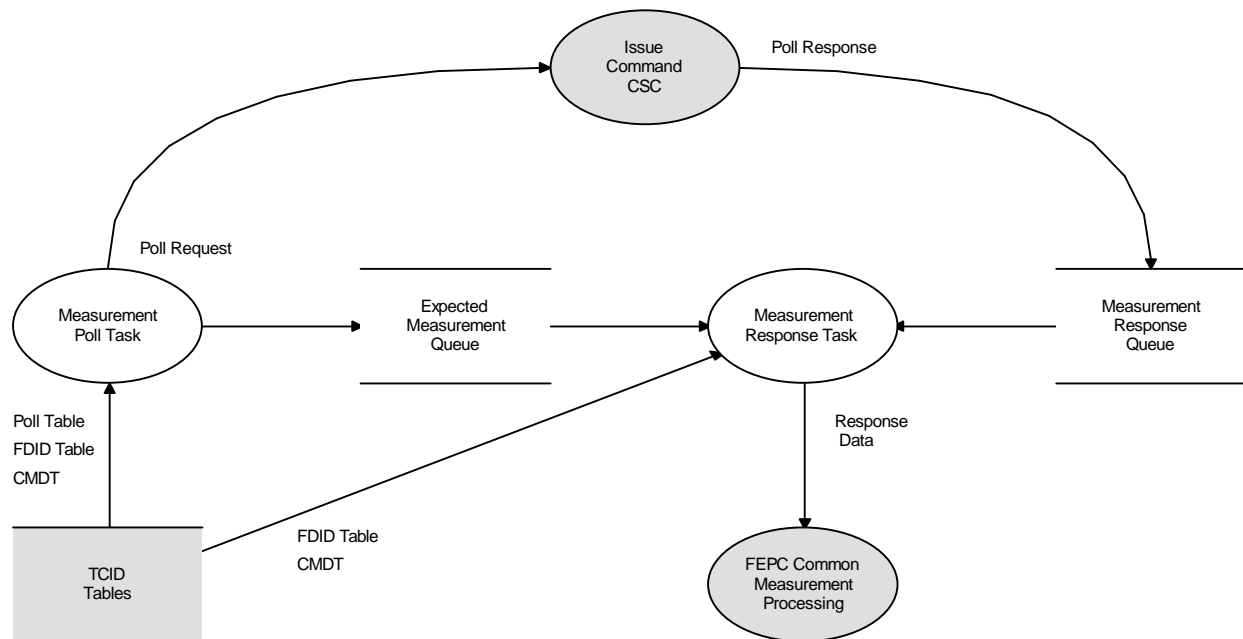 Issue
Command
CSC
Poll Response
Poll Request
Measurement
Poll Task
Expected
Measurement
Queue
Measurement
Response Task
Measurement
Response
Queue
Poll Table
FDID Table
CMDT
Response
Data
FDID Table
CMDT
TCID
Tables
FEPC Common
Measurement
Processing